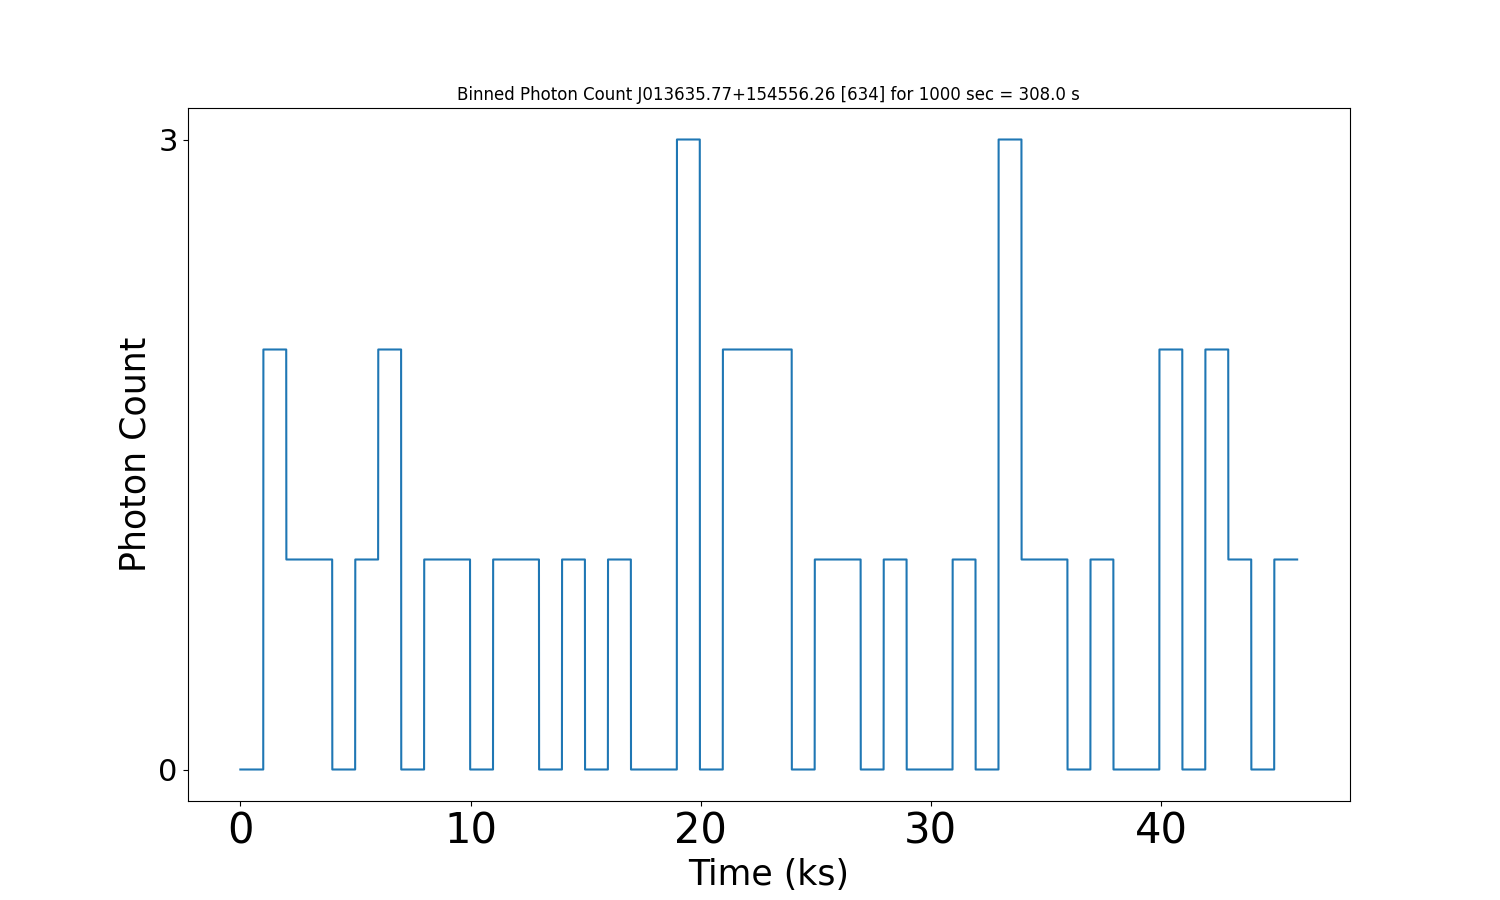 Binned Photon Count J013635.77+154556.26 [634] for 1000 sec = 308.0 s
3
Photon Count
0
0 10 20 30 40
Time (ks)